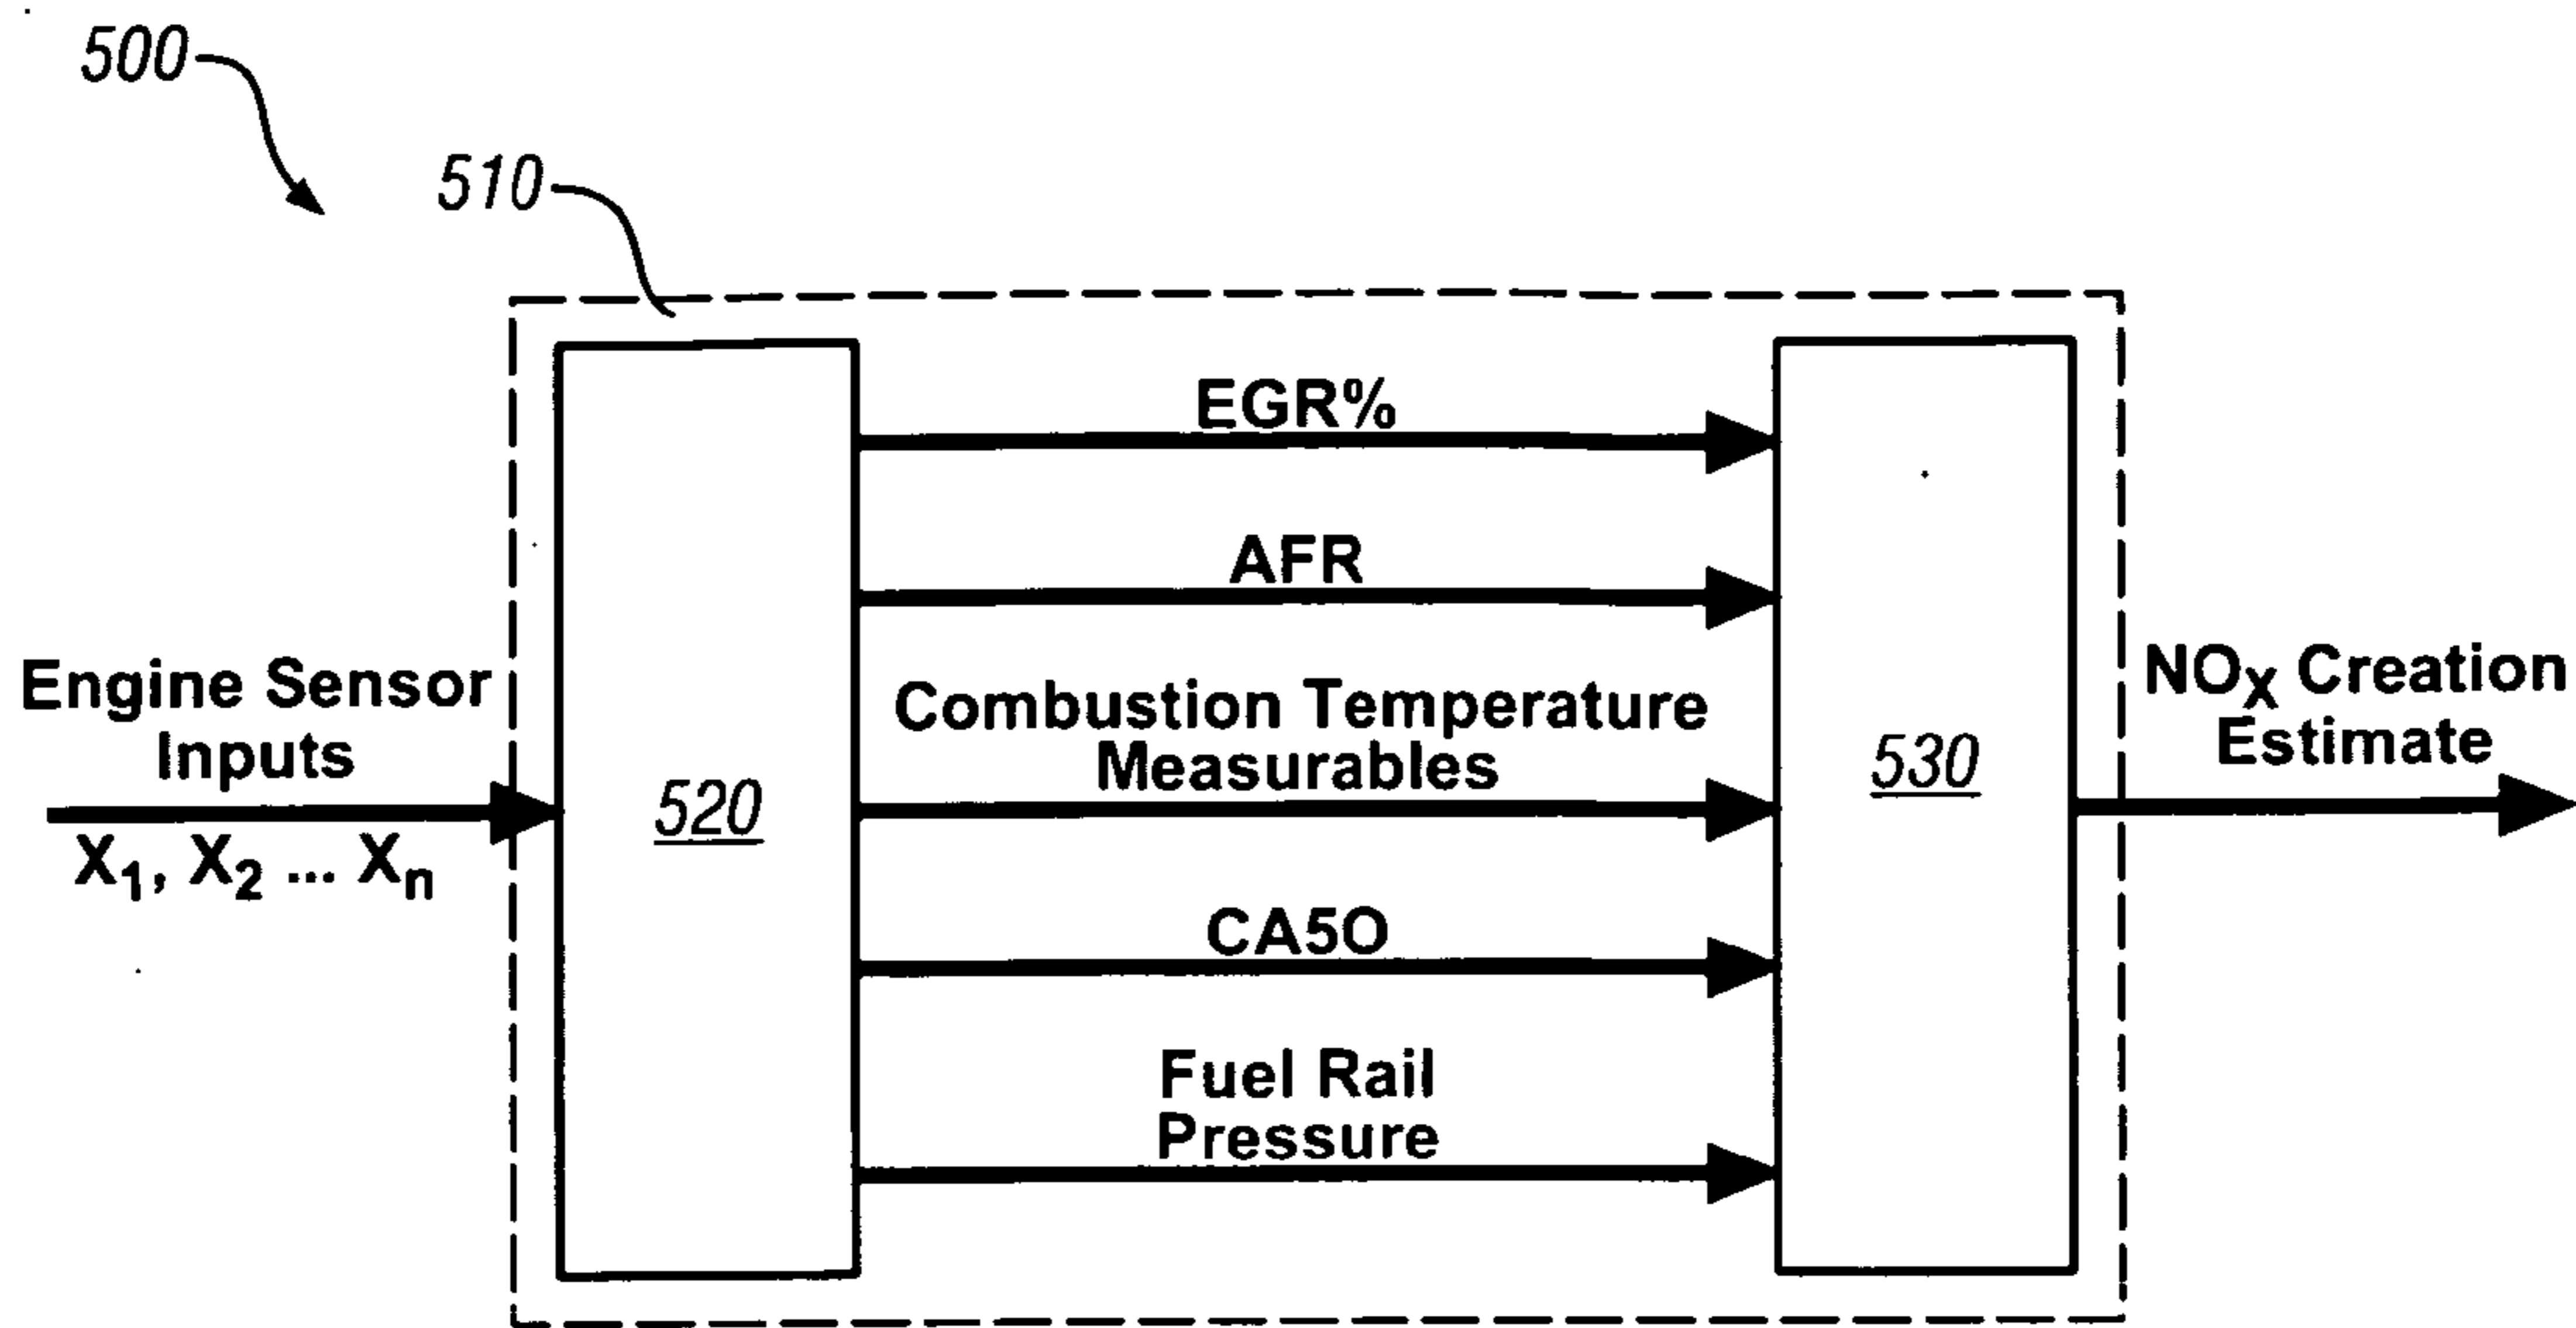 500
510
EGR%
AFR
Engine Sensor
Inputs
X1, X2 ... Xn
520
Combustion Temperature
Measurables
CA5O
Fuel Rail
Pressure
530
NOX Creation
Estimate